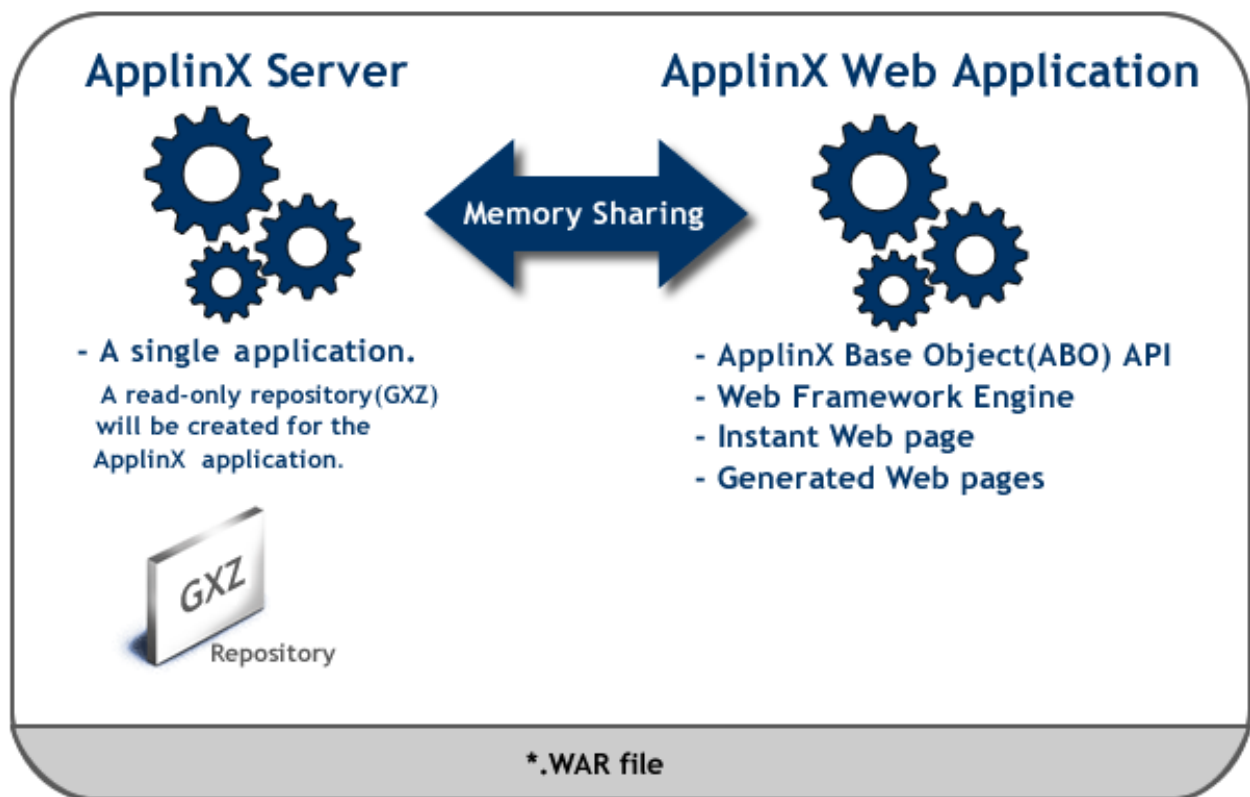 ApplinX Server
ApplinX Web Application
Memory Sharing
- A single application.
A read-only repository(GXZ)
will be created for the
ApplinX application.
- ApplinX Base Object(ABO) API
- Web Framework Engine
- Instant Web page
- Generated Web pages
GXZ
Repository
*.WAR file